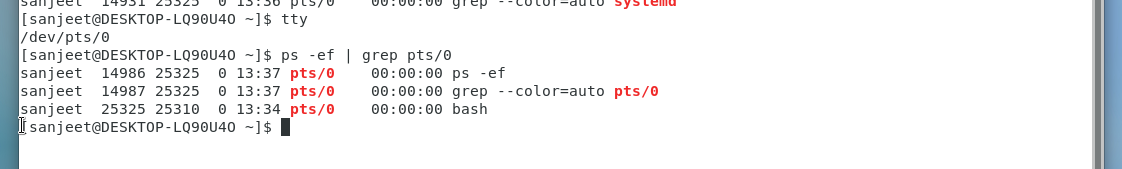 sanjeet  14931 25325  0 13:36 pts/0    00:00:00 grep --color=auto systemd
[sanjeet@DESKTOP-LQ90U4O ~]$ tty
/dev/pts/0
[sanjeet@DESKTOP-LQ90U4O ~]$ ps -ef | grep pts/0
sanjeet  14986 25325  0 13:37 pts/0    00:00:00 ps -ef
sanjeet  14987 25325  0 13:37 pts/0    00:00:00 grep --color=auto pts/0
sanjeet  25325 25310  0 13:34 pts/0    00:00:00 bash
[sanjeet@DESKTOP-LQ90U4O ~]$